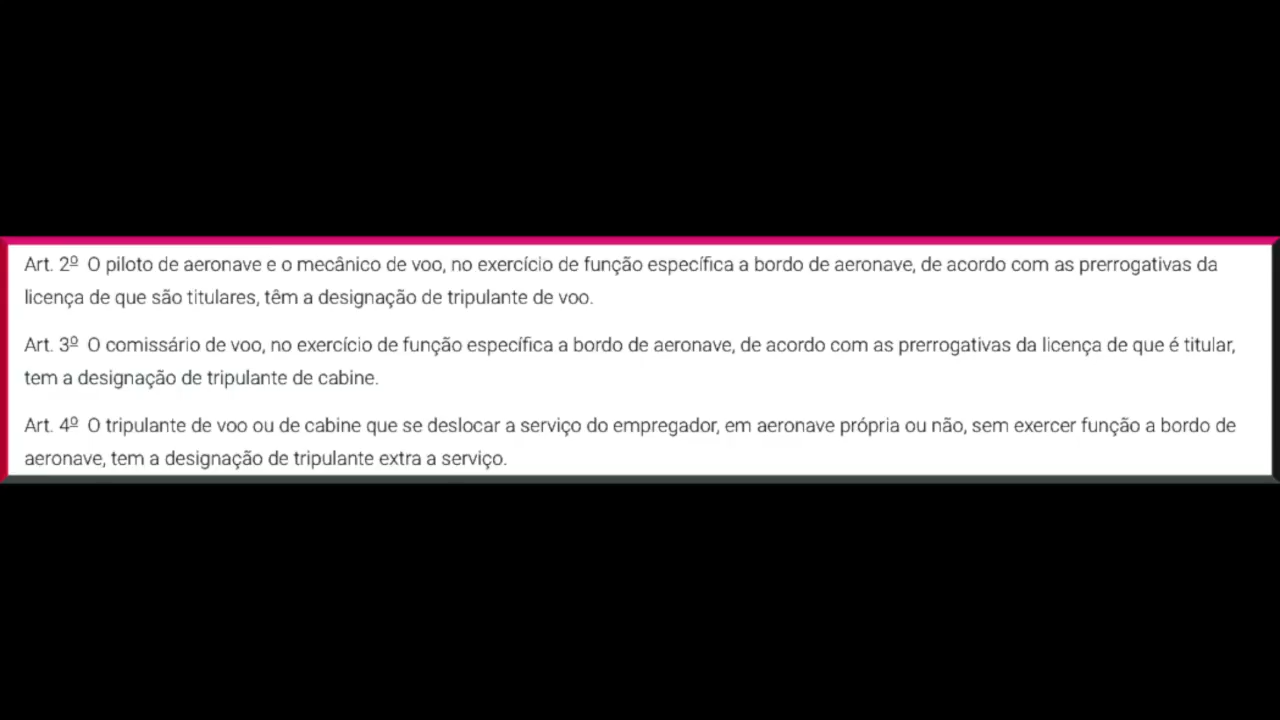 Art. 2º O piloto de aeronave e o mecânico de voo, no exercício de função específica a bordo de aeronave, de acordo com as prerrogativas da
licença de que são titulares, têm a designação de tripulante de voo.
Art. 3º O comissário de voo, no exercício de função específica a bordo de aeronave, de acordo com as prerrogativas da licença de que é titular,
tem a designação de tripulante de cabine.
Art. 4º O tripulante de voo ou de cabine que se deslocar a serviço do empregador, em aeronave própria ou não, sem exercer função a bordo de
aeronave, tem a designação de tripulante extra a serviço.